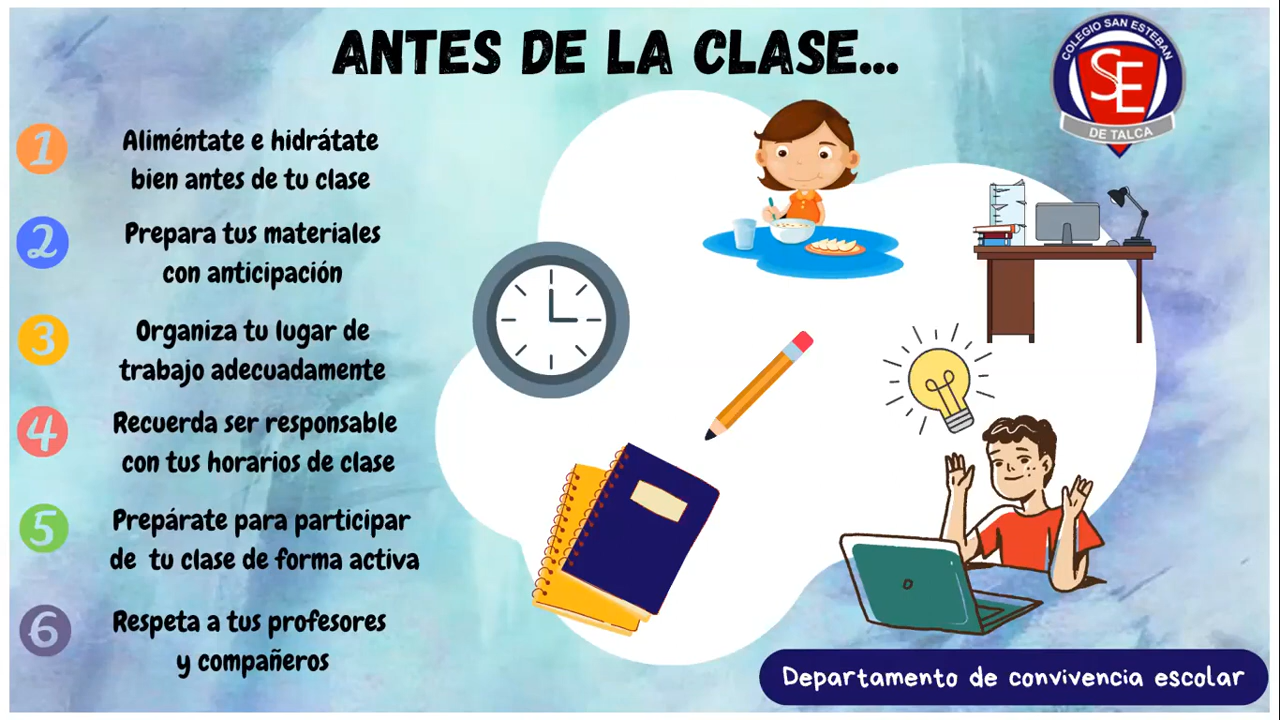 ANTES DE LA CLASE...
COLEGIO SAN ESTEBAN
SE
DE TALCA
1 Aliméntate e hidrátate
bien antes de tu clase
2 Prepara tus materiales
con anticipación
3 Organiza tu lugar de
trabajo adecuadamente
4 Recuerda ser responsable
con tus horarios de clase
5 Prepárate para participar
de tu clase de forma activa
6 Respeta a tus profesores
y compañeros
Departamento de convivencia escolar